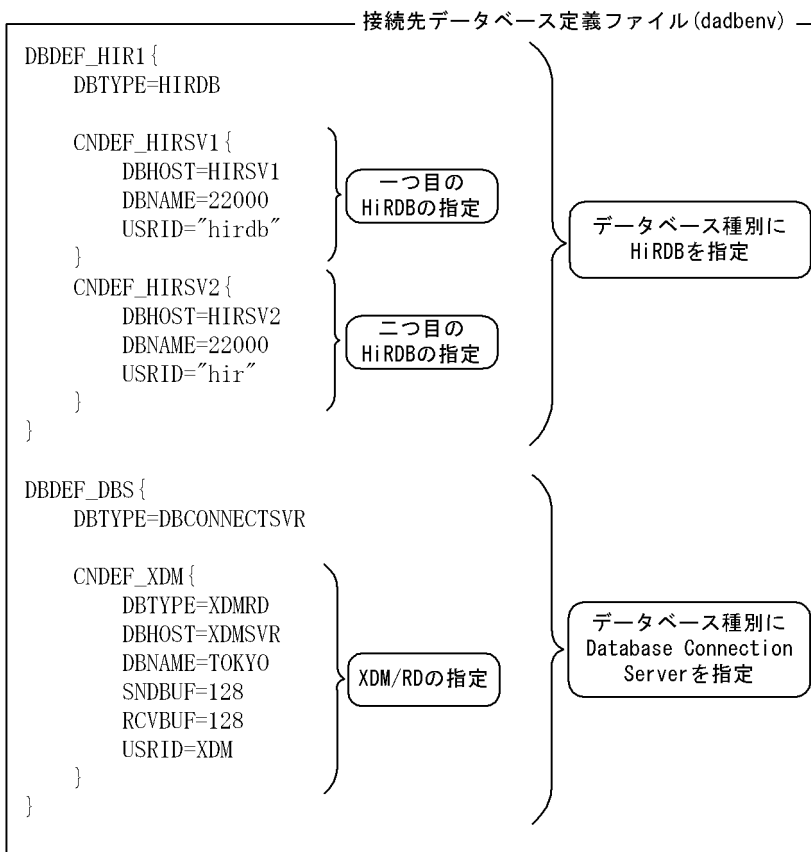 接続先データベース定義ファイル(dadbenv)
DBDEF_HIR1{
DBTYPE=HIRDB
CNDEF_HIRSV1{
DBHOST=HIRSV1
DBNAME=22000
USRID="hirdb"
}
一つ目の
HiRDBの指定
CNDEF_HIRSV2{
DBHOST=HIRSV2
DBNAME=22000
USRID="hir"
}
二つ目の
HiRDBの指定
}
データベース種別に
HiRDBを指定
DBDEF_DBS{
DBTYPE=DBCONNECTSVR
CNDEF_XDM{
DBTYPE=XDMRD
DBHOST=XDMSVR
DBNAME=TOKYO
SNDBUF=128
RCVBUF=128
USRID=XDM
}
XDM/RDの指定
}
データベース種別に
Database Connection
Serverを指定